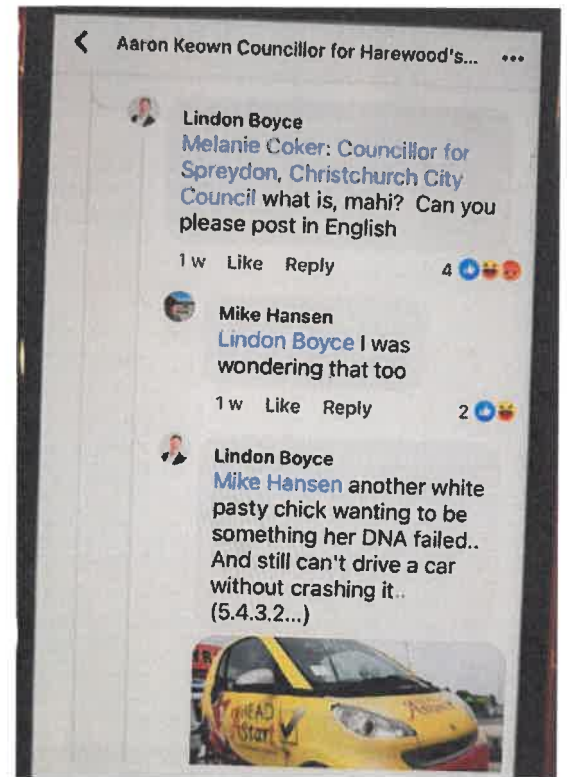 Aaron Keown Councillor for Harewood's... •••
Lindon Boyce
Melanie Coker: Councillor for
Spreydon, Christchurch City
Council what is, mahi? Can you
please post in English
1 w Like Reply 4
Mike Hansen
Lindon Boyce I was
wondering that too
1 w Like Reply 2
Lindon Boyce
Mike Hansen another white
pasty chick wanting to be
something her DNA failed..
And still can't drive a car
without crashing it..
(5.4.3.2...)
HEAD
Start